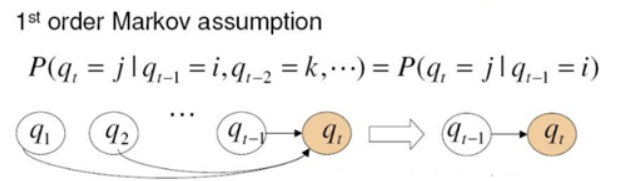 1st order Markov assumption
P(qₜ = j | qₜ₋₁ = i, qₜ₋₂ = k, ⋯) = P(qₜ = j | qₜ₋₁ = i)
q₁ q₂ ⋯ qₜ₋₁ qₜ qₜ₋₁ qₜ